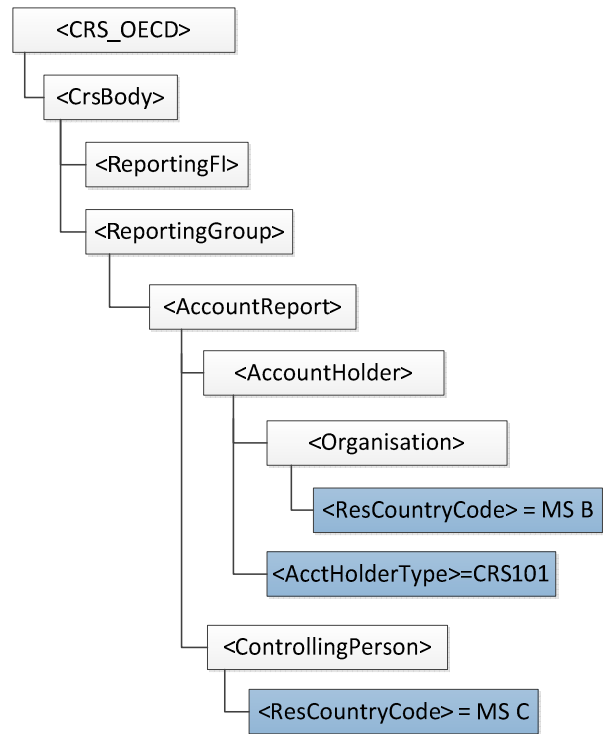 <CRS_OECD>
<CrsBody>
<ReportingFI>
<ReportingGroup>
<AccountReport>
<AccountHolder>
<Organisation>
<ResCountryCode> = MS B
<AcctHolderType>=CRS101
<ControllingPerson>
<ResCountryCode> = MS C